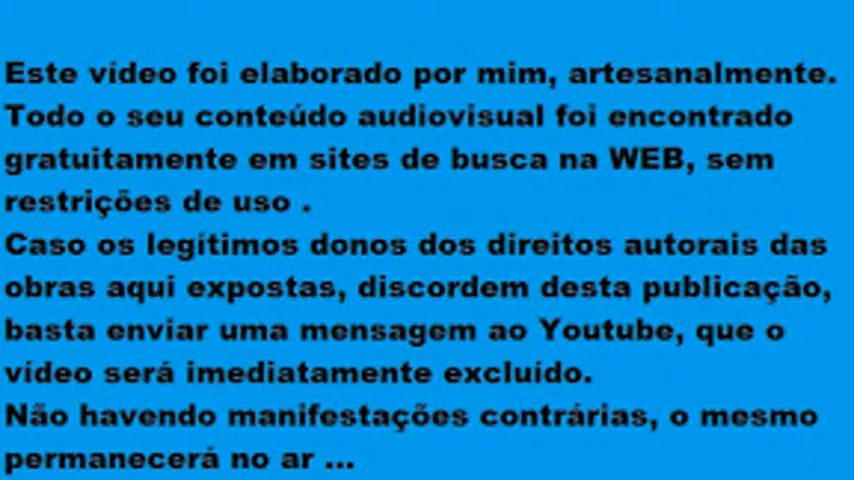 Este vídeo foi elaborado por mim, artesanalmente.
Todo o seu conteúdo audiovisual foi encontrado
gratuitamente em sites de busca na WEB, sem
restrições de uso .
Caso os legítimos donos dos direitos autorais das
obras aqui expostas, discordem desta publicação,
basta enviar uma mensagem ao Youtube, que o
vídeo será imediatamente excluído.
Não havendo manifestações contrárias, o mesmo
permanecerá no ar ...